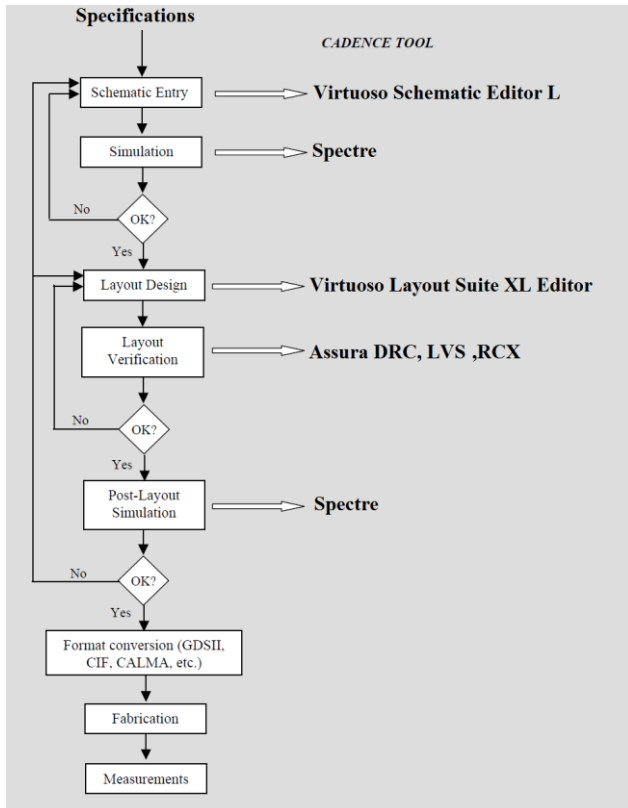 Specifications
CADENCE TOOL
Schematic Entry
Virtuoso Schematic Editor L
Simulation
Spectre
No
OK?
Yes
Layout Design
Virtuoso Layout Suite XL Editor
Layout
Verification
Assura DRC, LVS ,RCX
No
OK?
Yes
Post-Layout
Simulation
Spectre
No
OK?
Yes
Format conversion (GDSII,
CIF, CALMA, etc.)
Fabrication
Measurements